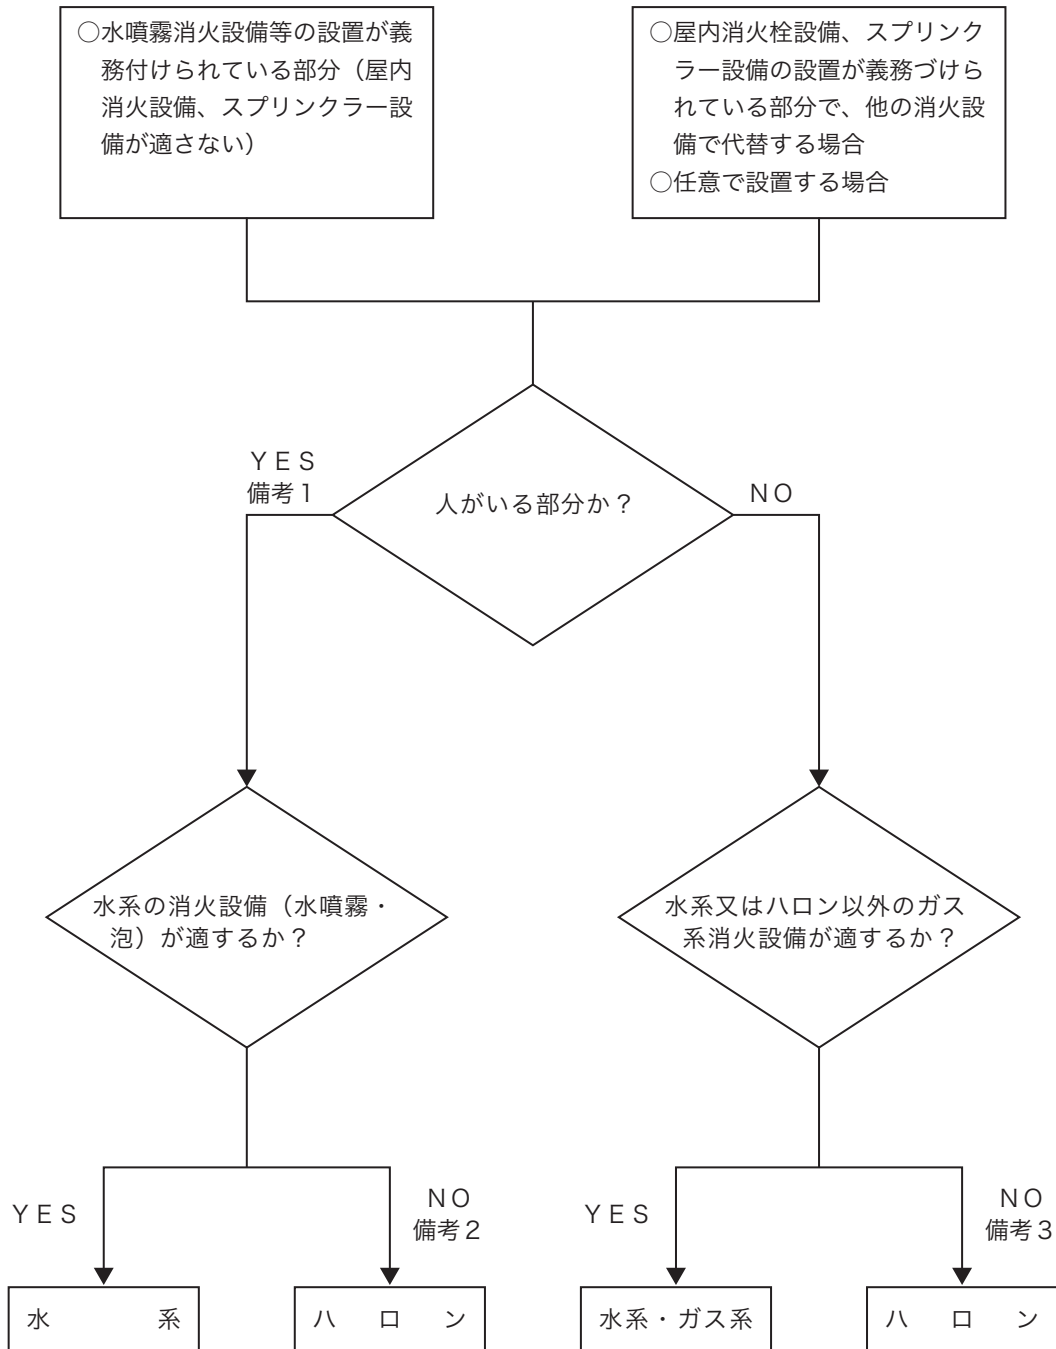 ○水噴霧消火設備等の設置が義
務付けられている部分（屋内
消火設備、スプリンクラー設
備が適さない）
○屋内消火栓設備、スプリンク
ラー設備の設置が義務づけら
れている部分で、他の消火設
備で代替する場合
○任意で設置する場合
ＹＥＳ
備考１
人がいる部分か？
ＮＯ
水系の消火設備（水噴霧・
泡）が適するか？
水系又はハロン以外のガス
系消火設備が適するか？
ＹＥＳ
ＮＯ
備考２
ＹＥＳ
ＮＯ
備考３
水　　　　系
ハ　ロ　ン
水系・ガス系
ハ　ロ　ン